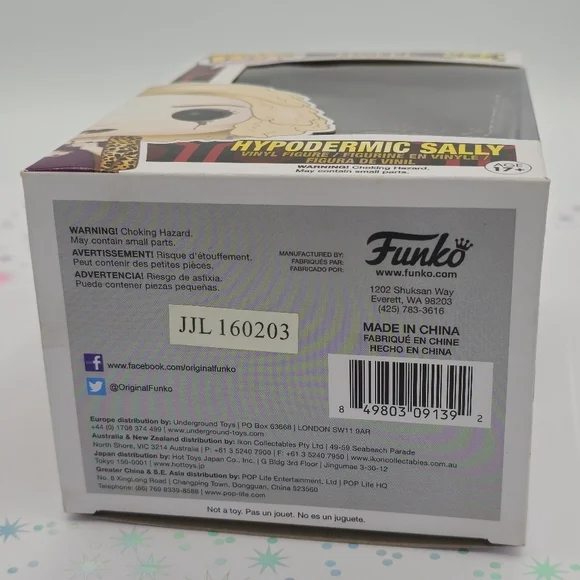 HYPODERMIC SALLY
VINYL FIGURE / FIGURINE EN VINYLE /
FIGURA DE VINIL
WARNING! Choking Hazard.
May contain small parts.
AGE
17+
WARNING! Choking Hazard.
May contain small parts.
AVERTISSEMENT! Risque d'étouffement.
Peut contenir des petites pièces.
ADVERTENCIA! Riesgo de asfixia.
Puede contener piezas pequeñas.
MANUFACTURED BY:
FABRIQUÉS PAR:
FABRICADO POR:
Funko
www.funko.com
1202 Shuksan Way
Everett, WA 98203
(425) 783-3616
MADE IN CHINA
FABRIQUÉ EN CHINE
HECHO EN CHINA
JJL 160203
www.facebook.com/originalfunko
@OriginalFunko
8 49803 09139 2
Europe distribution by: Underground Toys | PO Box 63668 | LONDON SW11 9AR
+44 (0) 1708 374 499 | www.underground-toys.com
Australia & New Zealand distribution by: Ikon Collectables Pty Ltd | 49-59 Seabeach Parade
North Shore, VIC 3214 Australia | P: +61 3 5240 7900 | F: +61 3 5240 7950 | www.ikoncollectables.com.au
Japan distribution by: Hot Toys Japan Co., Inc. | G Bldg 3rd Floor | Jingumae 3-30-12
Tokyo 150-0001 | www.hottoys.jp
Greater China & S.E. Asia distribution by: POP Life Entertainment, Ltd | POP Life HQ
No. 8 XingLong Road | Changping Town, Dongguan, China 523560
Telephone: (86) 769 8339-8588 | www.pop-life.com
Not a toy. Pas un jouet. No es un juguete.